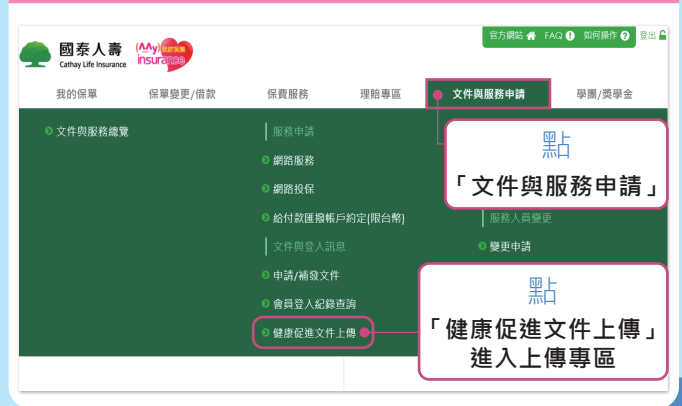 官方網站 FAQ 如何操作 登出
國泰人壽
Cathay Life Insurance
(My)我的保險
insurance
我的保單 保單變更/借款 保費服務 理賠專區 文件與服務申請 學團/獎學金
文件與服務總覽
服務申請
網路服務
網路投保
給付款匯撥帳戶約定(限台幣)
文件與登入訊息
申請/補發文件
會員登入紀錄查詢
健康促進文件上傳
點
「文件與服務申請」
服務人員變更
變更申請
點
「健康促進文件上傳」
進入上傳專區